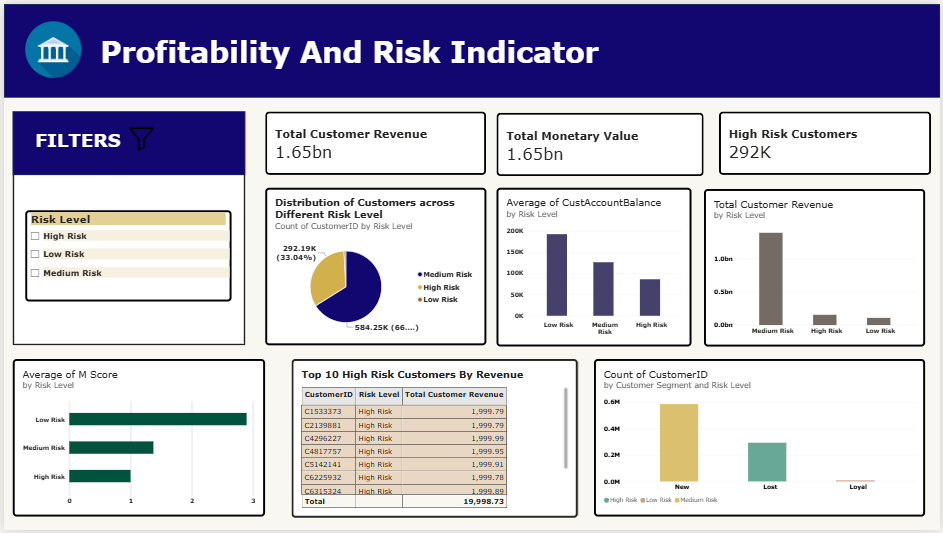 Profitability And Risk Indicator
FILTERS
Risk Level
High Risk
Low Risk
Medium Risk
Total Customer Revenue
1.65bn
Total Monetary Value
1.65bn
High Risk Customers
292K
Distribution of Customers across
Different Risk Level
Count of CustomerID by Risk Level
292.19K
(33.04%)
584.25K (66....)
Medium Risk
High Risk
Low Risk
Average of CustAccountBalance
by Risk Level
200K
150K
100K
50K
0K
Low Risk
Medium
Risk
High Risk
Total Customer Revenue
by Risk Level
1.0bn
0.5bn
0.0bn
Medium Risk High Risk Low Risk
Average of M Score
by Risk Level
Low Risk
Medium Risk
High Risk
0 1 2 3
Top 10 High Risk Customers By Revenue
CustomerID Risk Level Total Customer Revenue
C1533373 High Risk 1,999.79
C2139881 High Risk 1,999.79
C4296227 High Risk 1,999.99
C4817757 High Risk 1,999.95
C5142141 High Risk 1,999.91
C6225932 High Risk 1,999.78
C6315324 High Risk 1,999.89
Total 19,998.73
Count of CustomerID
by Customer Segment and Risk Level
0.6M
0.4M
0.2M
0.0M
New Lost Loyal
High Risk Low Risk Medium Risk